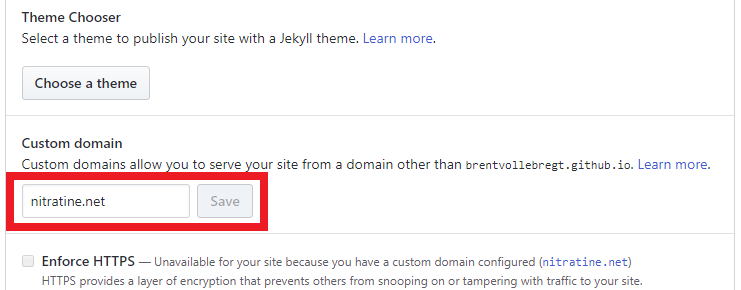 Theme Chooser
Select a theme to publish your site with a Jekyll theme. Learn more.
Choose a theme
Custom domain
Custom domains allow you to serve your site from a domain other than brentvollebregt.github.io. Learn more.
nitratine.net Save
Enforce HTTPS — Unavailable for your site because you have a custom domain configured (nitratine.net)
HTTPS provides a layer of encryption that prevents others from snooping on or tampering with traffic to your site.